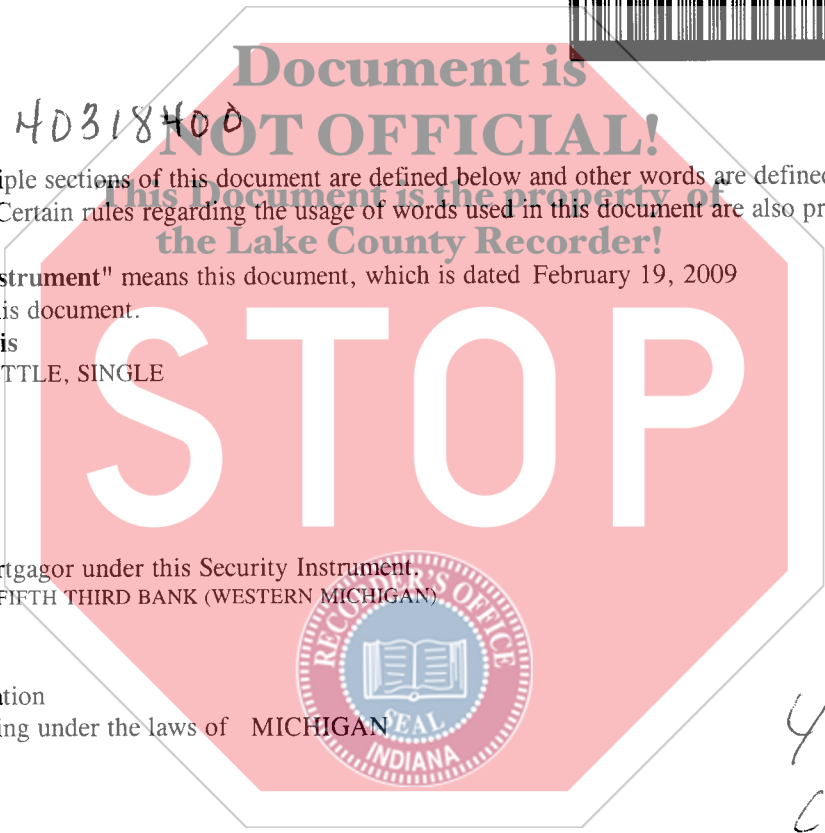 Document is
40318400
NOT OFFICIAL!
iple sections of this document are defined below and other words are defined
This Document is the property of
Certain rules regarding the usage of words used in this document are also pr
the Lake County Recorder!
strument" means this document, which is dated February 19, 2009
is document.
is
TTLE, SINGLE
STOP
rtgagor under this Security Instrument.
FIFTH THIRD BANK (WESTERN MICHIGAN)
RECORDER'S OFFICE
SEAL
INDIANA
tion
ing under the laws of MICHIGAN